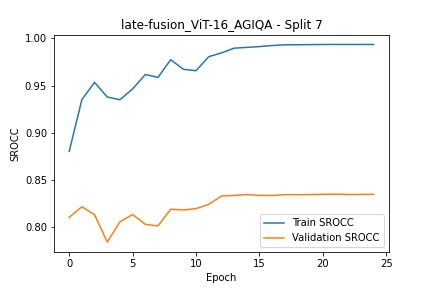 late-fusion_ViT-16_AGIQA - Split 7
1.00
0.95
0.90
0.85
0.80
SROCC
Train SROCC
Validation SROCC
0 5 10 15 20 25
Epoch